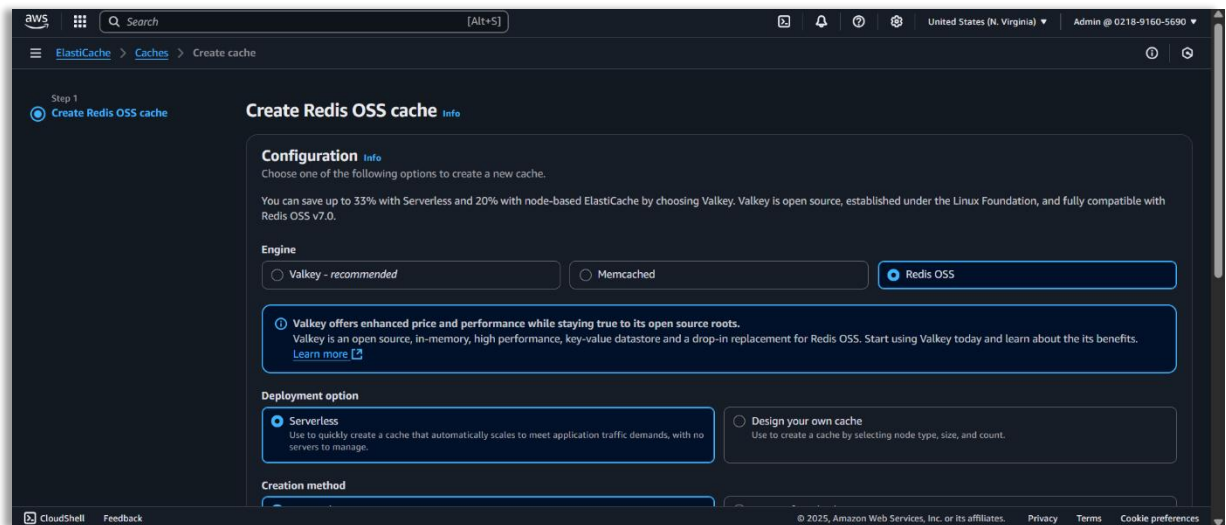 aws
Search [Alt+S]
United States (N. Virginia) ▼
Admin @ 0218-9160-5690 ▼
ElastiCache > Caches > Create cache
Step 1
Create Redis OSS cache
Create Redis OSS cache Info
Configuration Info
Choose one of the following options to create a new cache.
You can save up to 33% with Serverless and 20% with node-based ElastiCache by choosing Valkey. Valkey is open source, established under the Linux Foundation, and fully compatible with
Redis OSS v7.0.
Engine
Valkey - recommended
Memcached
Redis OSS
Valkey offers enhanced price and performance while staying true to its open source roots.
Valkey is an open source, in-memory, high performance, key-value datastore and a drop-in replacement for Redis OSS. Start using Valkey today and learn about the its benefits.
Learn more
Deployment option
Serverless
Use to quickly create a cache that automatically scales to meet application traffic demands, with no
servers to manage.
Design your own cache
Use to create a cache by selecting node type, size, and count.
Creation method
CloudShell Feedback
© 2025, Amazon Web Services, Inc. or its affiliates. Privacy Terms Cookie preferences